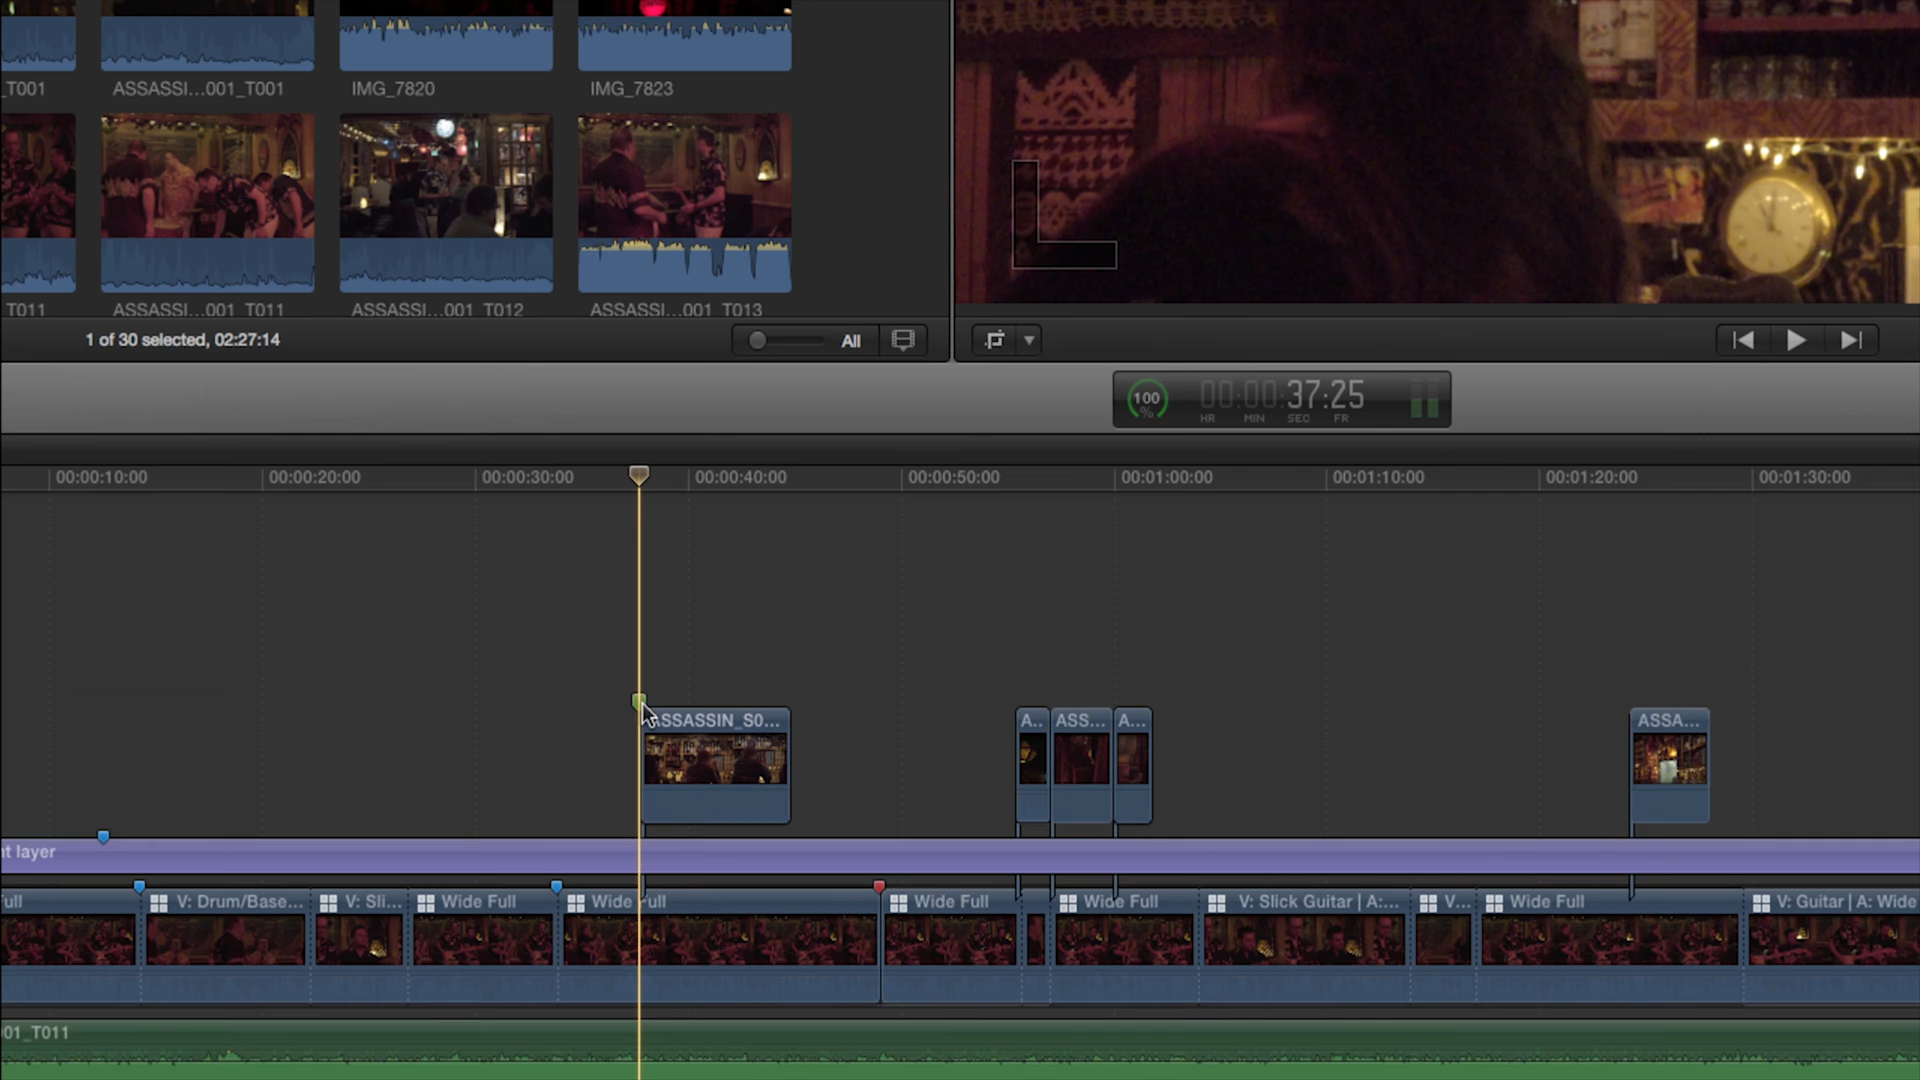 _T001
ASSASSI...001_T001
IMG_7820
IMG_7823
T011
ASSASSI...001_T011
ASSASSI...001_T012
ASSASSI...001_T013
1 of 30 selected, 02:27:14
All
100
%
00:00:37:25
HR MIN SEC FR
00:00:10:00
00:00:20:00
00:00:30:00
00:00:40:00
00:00:50:00
00:01:00:00
00:01:10:00
00:01:20:00
00:01:30:00
ASSASSIN_S0...
A..
ASS...
A...
ASSA...
nt layer
ull
V: Drum/Base...
V: Sli...
Wide Full
Wide Full
Wide Full
Wide Full
V: Slick Guitar | A:...
V...
Wide Full
V: Guitar | A: Wide
01_T011